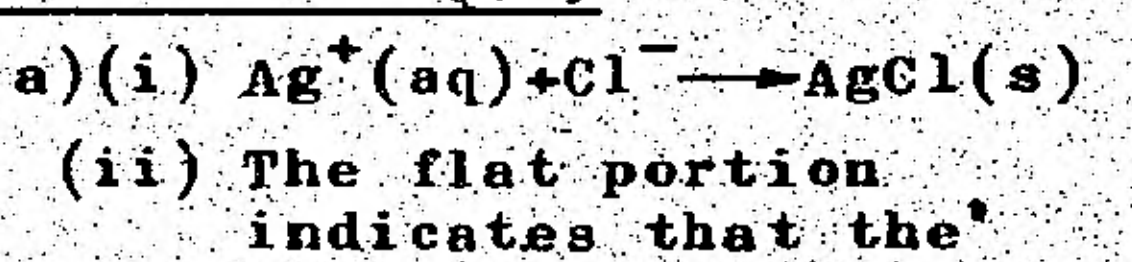 a)(i) Ag⁺(aq)+Cl⁻→AgCl(s)
(ii) The flat portion
indicates that the